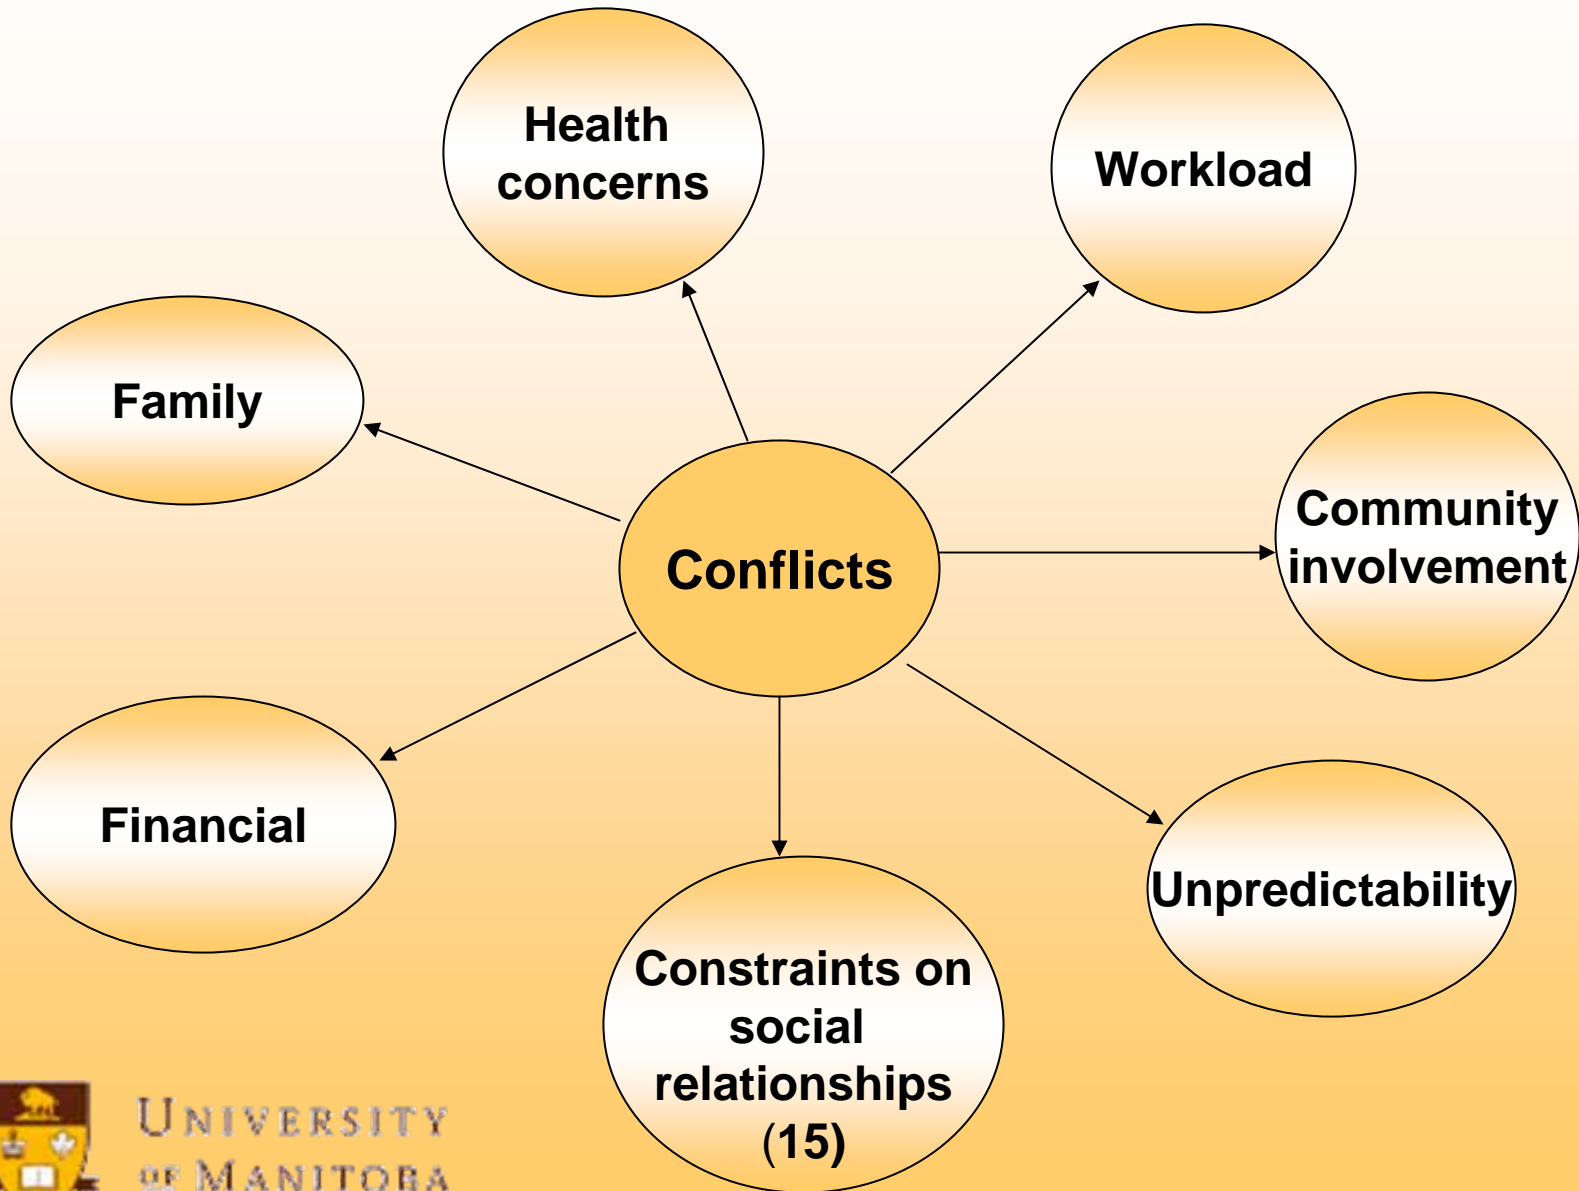 Health
concerns
Workload
Family
Community
involvement
Conflicts
Financial
Unpredictability
Constraints on
social
relationships
(15)
UNIVERSITY
OF MANITOBA